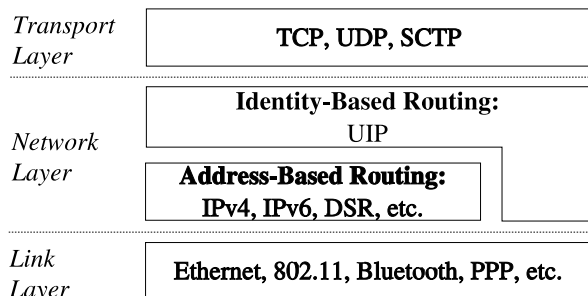 Transport
Layer
TCP, UDP, SCTP
Network
Layer
Identity-Based Routing:
UIP
Address-Based Routing:
IPv4, IPv6, DSR, etc.
Link
Layer
Ethernet, 802.11, Bluetooth, PPP, etc.